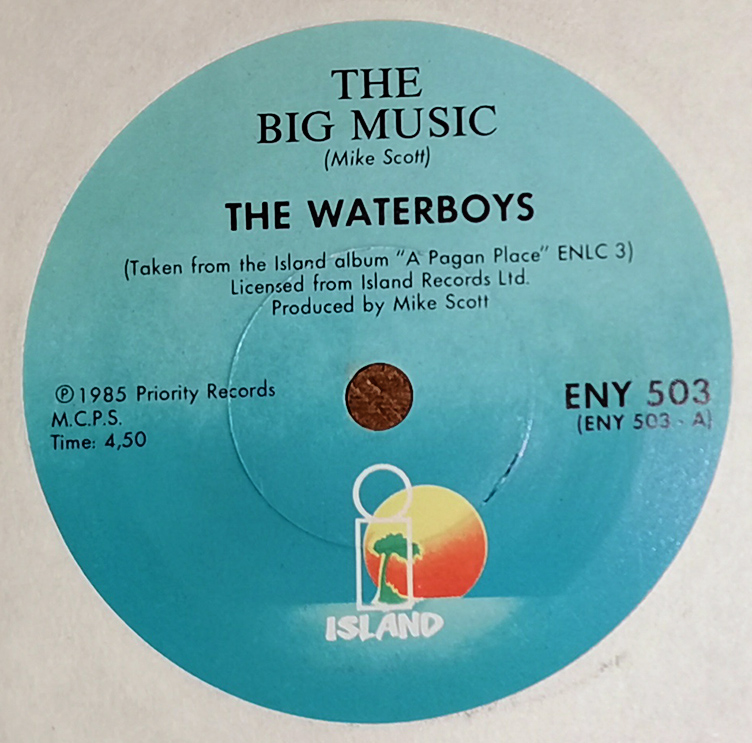 THE
BIG MUSIC
(Mike Scott)
THE WATERBOYS
(Taken from the Island album "A Pagan Place" ENLC 3)
Licensed from Island Records Ltd.
Produced by Mike Scott
℗ 1985 Priority Records
M.C.P.S.
Time: 4,50
ENY 503
(ENY 503 - A)
ISLAND